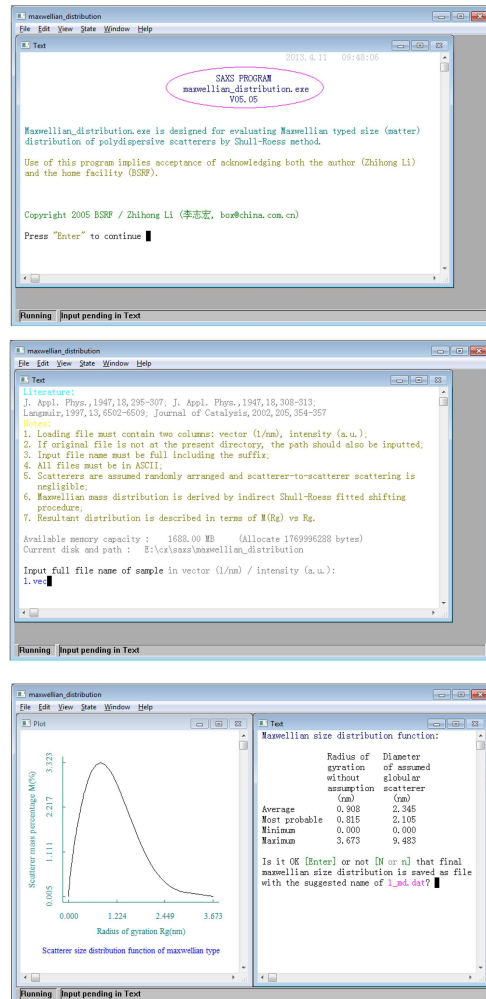 maxwellian_distribution
File Edit View State Window Help
Text
2013. 4. 11 09:48:06
SAXS PROGRAM
maxwellian_distribution.exe
V05.05
Maxwellian_distribution.exe is designed for evaluating Maxwellian typed size (matter)
distribution of polydispersive scatterers by Shull-Roess method.
Use of this program implies acceptance of acknowledging both the author (Zhihong Li)
and the home facility (BSRF).
Copyright 2005 BSRF / Zhihong Li (李志宏, box@china.com.cn)
Press "Enter" to continue
Running Input pending in Text
maxwellian_distribution
File Edit View State Window Help
Text
Literature:
J. Appl. Phys.,1947,18,295-307; J. Appl. Phys.,1947,18,308-313;
Langmuir,1997,13,6502-6509; Journal of Catalysis,2002,205,354-357
Notes:
1. Loading file must contain two columns: vector (1/nm), intensity (a.u.);
2. If original file is not at the present directory, the path should also be inputted;
3. Input file name must be full including the suffix;
4. All files must be in ASCII;
5. Scatterers are assumed randomly arranged and scatterer-to-scatterer scattering is
negligible;
6. Maxwellian mass distribution is derived by indirect Shull-Roess fitted shifting
procedure;
7. Resultant distribution is described in terms of M(Rg) vs Rg.
Available memory capacity : 1688.00 MB (Allocate 1769996288 bytes)
Current disk and path : E:\cx\saxs\maxwellian_distribution
Input full file name of sample in vector (1/nm) / intensity (a.u.):
1.vec
Running Input pending in Text
maxwellian_distribution
File Edit View State Window Help
Plot
3.323
2.217
1.111
0.005
Scatterer mass percentage M(%)
0.000 1.224 2.449 3.673
Radius of gyration Rg(nm)
Scatterer size distribution function of maxwellian type
Text
Maxwellian size distribution function:
Radius of Diameter
gyration of assumed
without globular
assumption scatterer
(nm) (nm)
Average 0.908 2.345
Most probable 0.815 2.105
Minimum 0.000 0.000
Maximum 3.673 9.483
Is it OK [Enter] or not [N or n] that final
maxwellian size distribution is saved as file
with the suggested name of 1_md.dat?
Running Input pending in Text